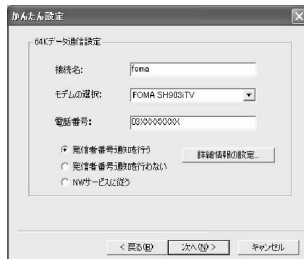 かんたん設定
64Kデータ通信設定
接続名: foma
モデムの選択: FOMA SH903iTV
電話番号: 03XXXXXXXX
発信者番号通知を行う
詳細情報の設定...
発信者番号通知を行わない
NWサービスに従う
< 戻る(B)
次へ(N) >
キャンセル